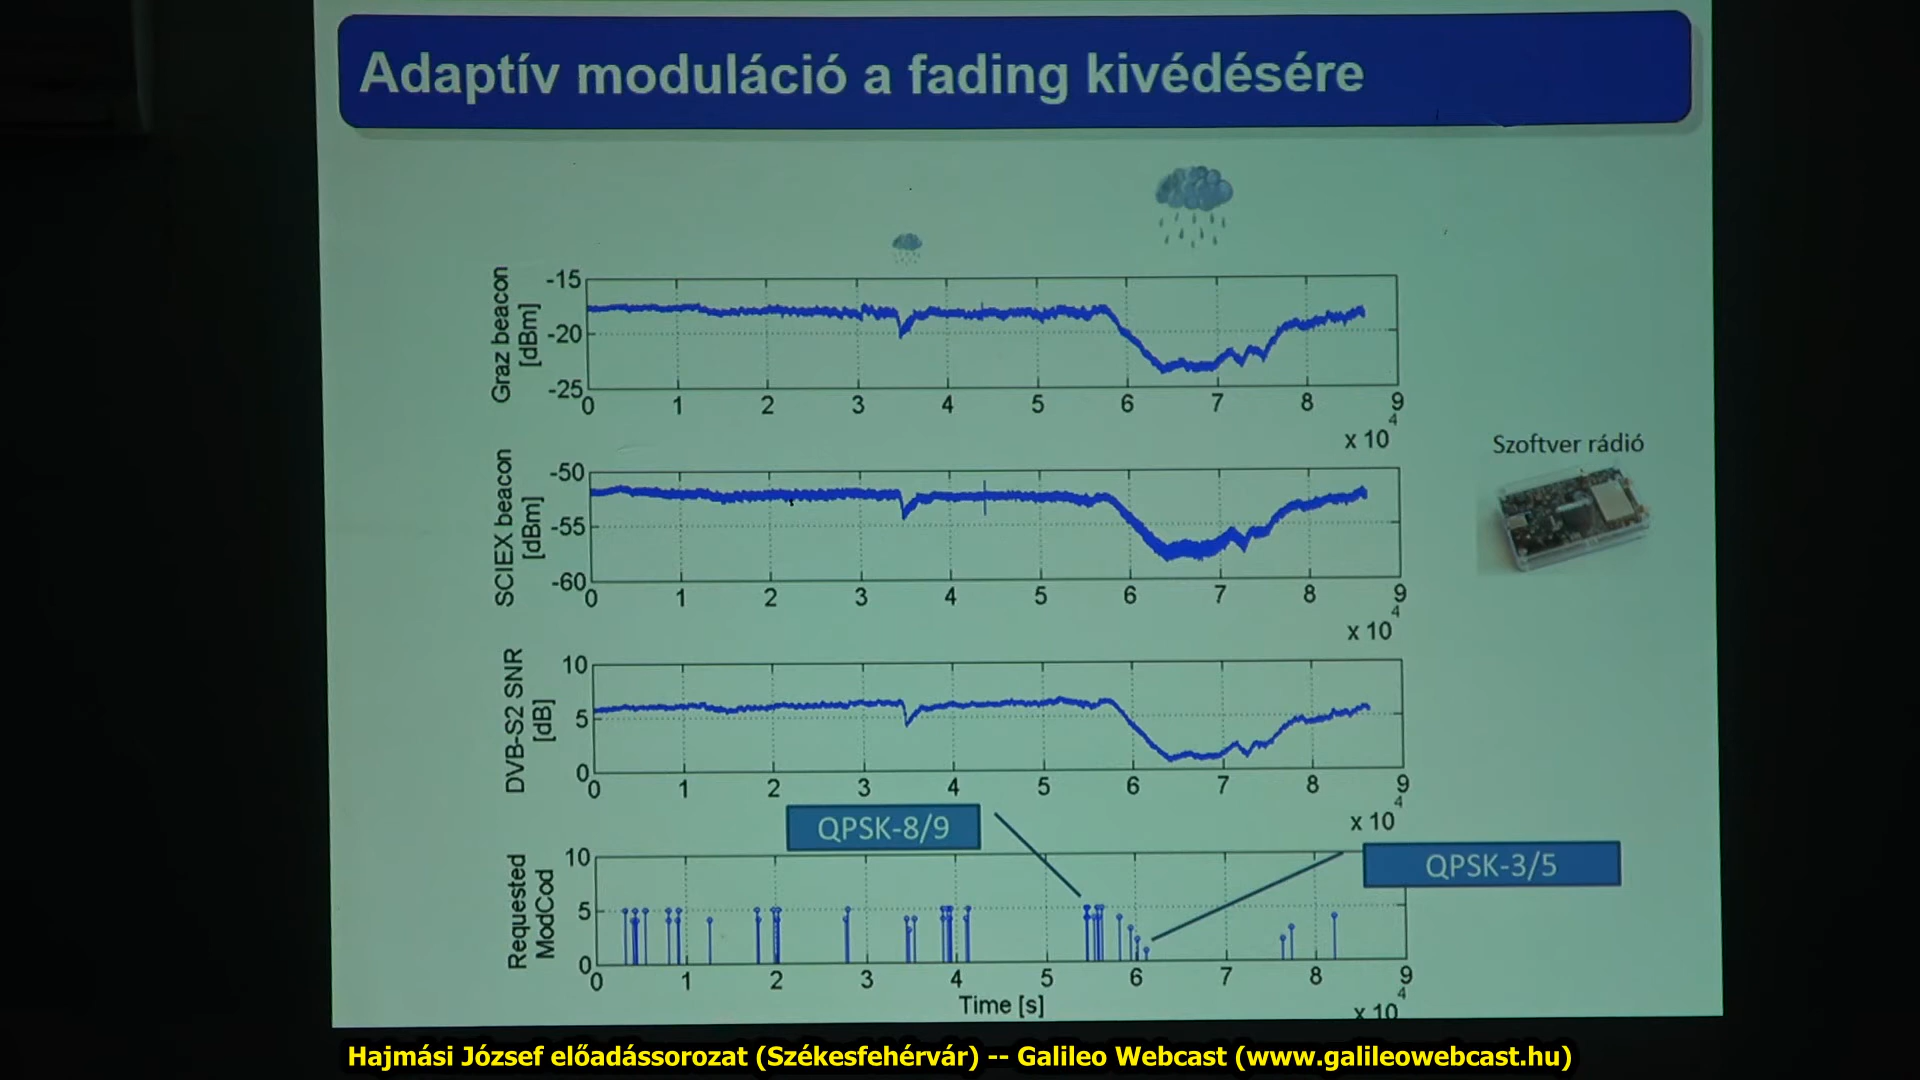 Adaptív moduláció a fading kivédésére
Graz beacon
[dBm]
-15
-20
-25
0 1 2 3 4 5 6 7 8 9
x 10 4
Szoftver rádió
SCIEX beacon
[dBm]
-50
-55
-60
0 1 2 3 4 5 6 7 8 9
x 10 4
DVB-S2 SNR
[dB]
10
5
0
0 1 2 3 4 5 6 7 8 9
x 10 4
QPSK-8/9
QPSK-3/5
Requested
ModCod
10
5
0
0 1 2 3 4 5 6 7 8 9
Time [s]
x 10 4
Hajmási József előadássorozat (Székesfehérvár) -- Galileo Webcast (www.galileowebcast.hu)